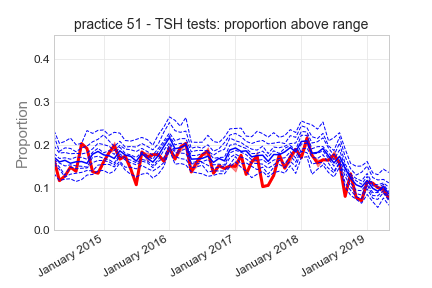 practice 51 - TSH tests: proportion above range
Proportion
0.4
0.3
0.2
0.1
0.0
January 2015
January 2016
January 2017
January 2018
January 2019